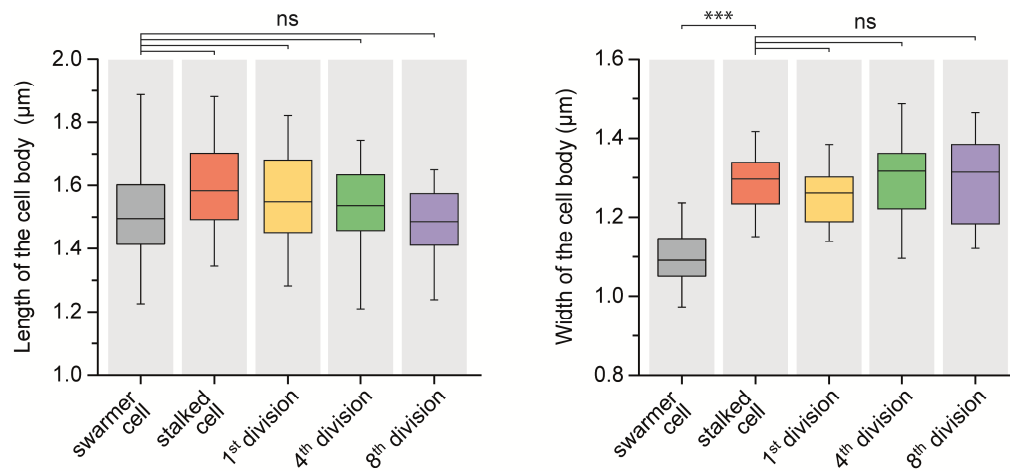 ns
Length of the cell body (µm)
2.0
1.8
1.6
1.4
1.2
1.0
swarmer
cell
stalked
cell
1st division
4th division
8th division
***
ns
Width of the cell body (µm)
1.6
1.4
1.2
1.0
0.8
swarmer
cell
stalked
cell
1st division
4th division
8th division